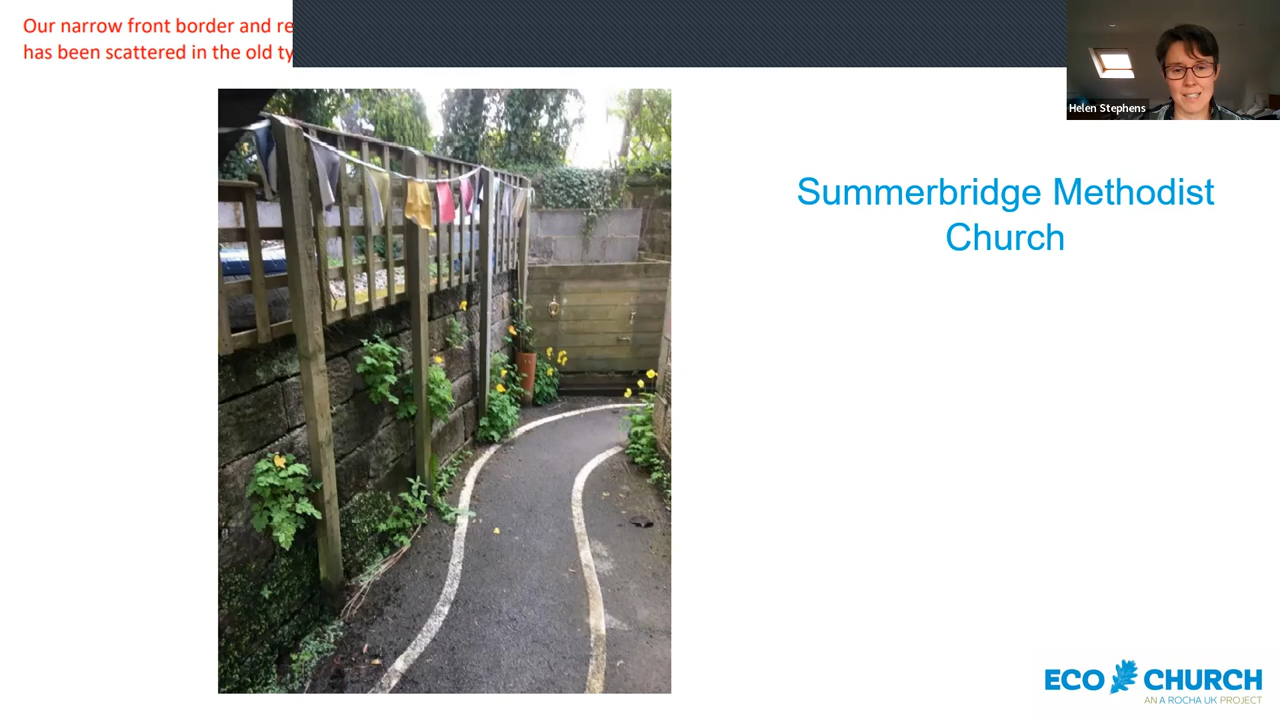 Our narrow front border and re
has been scattered in the old ty
Helen Stephens
Summerbridge Methodist
Church
ECO CHURCH
AN A ROCHA UK PROJECT